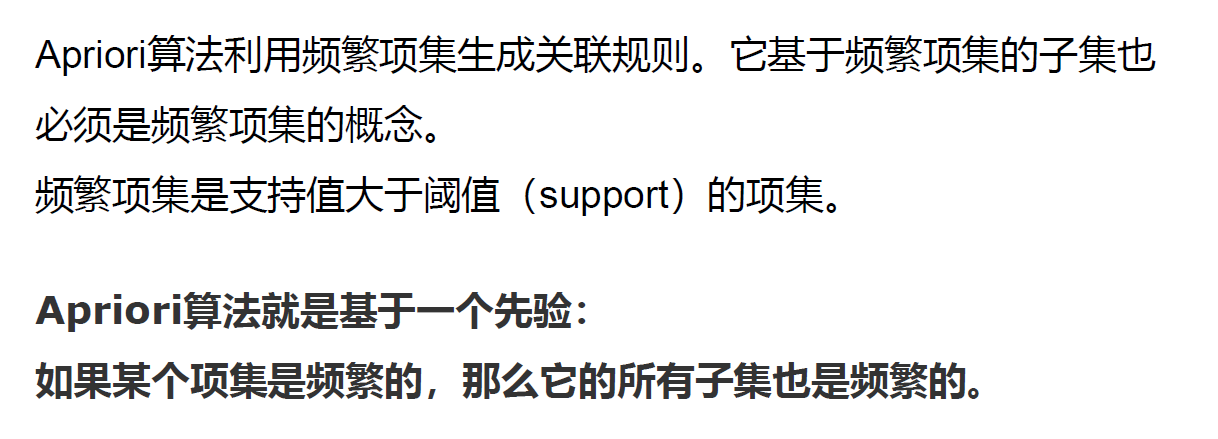 Apriori算法利用频繁项集生成关联规则。它基于频繁项集的子集也
必须是频繁项集的概念。
频繁项集是支持值大于阈值（support）的项集。
Apriori算法就是基于一个先验：
如果某个项集是频繁的，那么它的所有子集也是频繁的。